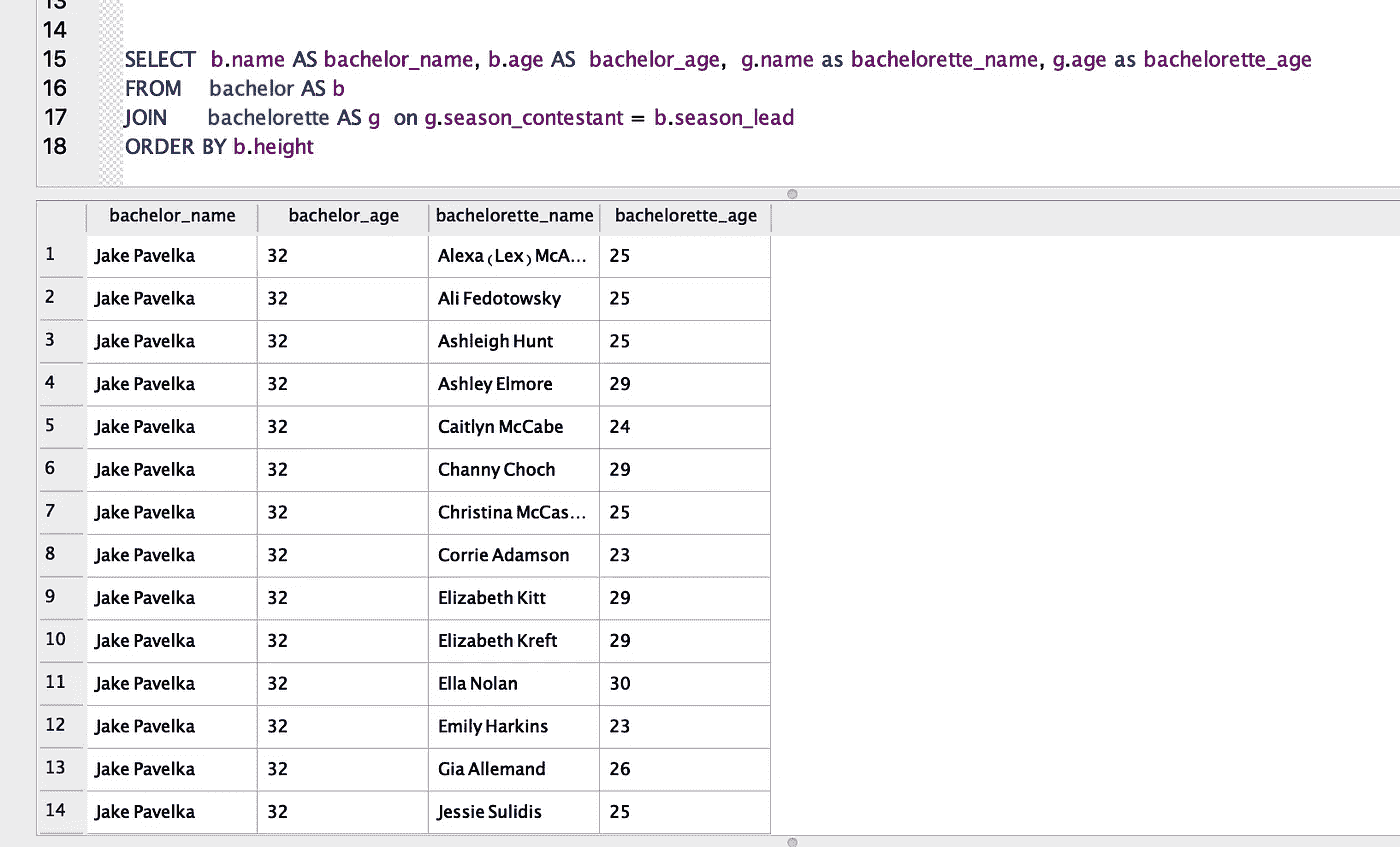 13
14
15 SELECT b.name AS bachelor_name, b.age AS bachelor_age, g.name as bachelorette_name, g.age as bachelorette_age
16 FROM bachelor AS b
17 JOIN bachelorette AS g on g.season_contestant = b.season_lead
18 ORDER BY b.height
bachelor_name bachelor_age bachelorette_name bachelorette_age
1 Jake Pavelka 32 Alexa (Lex) McA... 25
2 Jake Pavelka 32 Ali Fedotowsky 25
3 Jake Pavelka 32 Ashleigh Hunt 25
4 Jake Pavelka 32 Ashley Elmore 29
5 Jake Pavelka 32 Caitlyn McCabe 24
6 Jake Pavelka 32 Channy Choch 29
7 Jake Pavelka 32 Christina McCas... 25
8 Jake Pavelka 32 Corrie Adamson 23
9 Jake Pavelka 32 Elizabeth Kitt 29
10 Jake Pavelka 32 Elizabeth Kreft 29
11 Jake Pavelka 32 Ella Nolan 30
12 Jake Pavelka 32 Emily Harkins 23
13 Jake Pavelka 32 Gia Allemand 26
14 Jake Pavelka 32 Jessie Sulidis 25